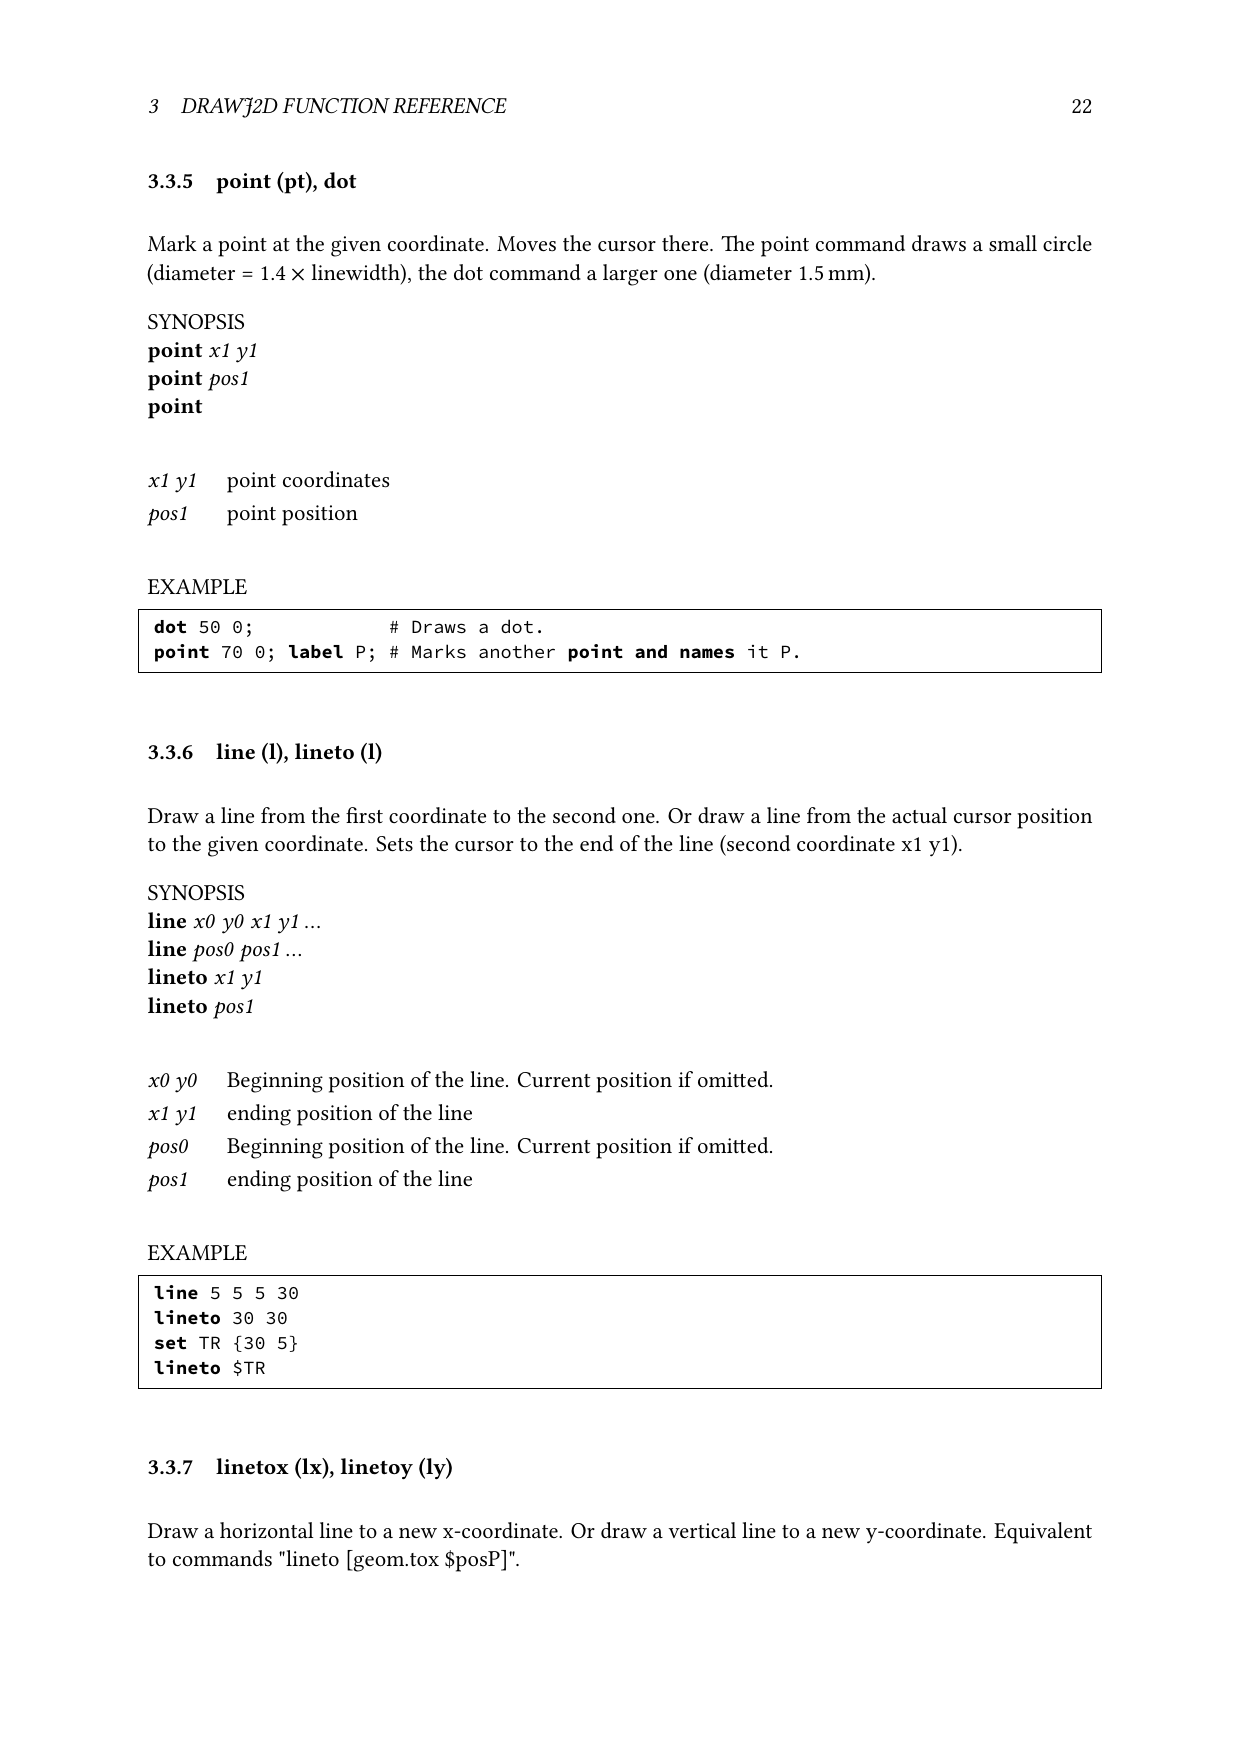 3 DRAWJ2D FUNCTION REFERENCE 22
3.3.5 point (pt), dot
Mark a point at the given coordinate. Moves the cursor there. The point command draws a small circle
(diameter = 1.4 × linewidth), the dot command a larger one (diameter 1.5 mm).
SYNOPSIS
point x1 y1
point pos1
point
x1 y1 point coordinates
pos1 point position
EXAMPLE
dot 50 0; # Draws a dot.
point 70 0; label P; # Marks another point and names it P.
3.3.6 line (l), lineto (l)
Draw a line from the first coordinate to the second one. Or draw a line from the actual cursor position
to the given coordinate. Sets the cursor to the end of the line (second coordinate x1 y1).
SYNOPSIS
line x0 y0 x1 y1 ...
line pos0 pos1 ...
lineto x1 y1
lineto pos1
x0 y0 Beginning position of the line. Current position if omitted.
x1 y1 ending position of the line
pos0 Beginning position of the line. Current position if omitted.
pos1 ending position of the line
EXAMPLE
line 5 5 5 30
lineto 30 30
set TR {30 5}
lineto $TR
3.3.7 linetox (lx), linetoy (ly)
Draw a horizontal line to a new x-coordinate. Or draw a vertical line to a new y-coordinate. Equivalent
to commands "lineto [geom.tox $posP]".